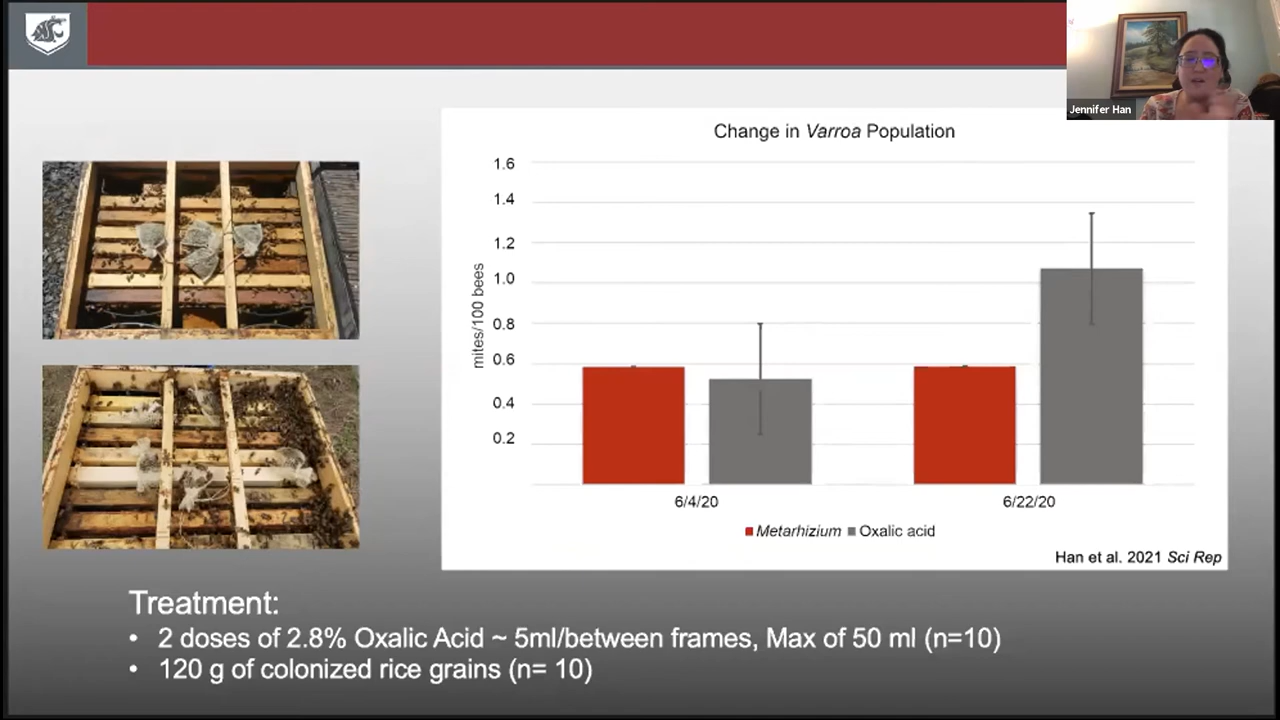 Jennifer Han
Change in Varroa Population
1.6
1.4
1.2
1.0
0.8
0.6
0.4
0.2
mites/100 bees
6/4/20
6/22/20
Metarhizium
Oxalic acid
Han et al. 2021 Sci Rep
Treatment:
• 2 doses of 2.8% Oxalic Acid ~ 5ml/between frames, Max of 50 ml (n=10)
• 120 g of colonized rice grains (n= 10)